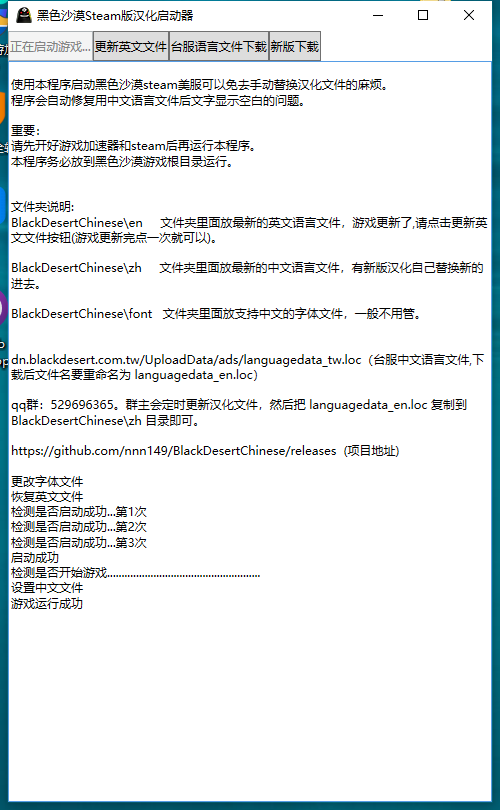 黑色沙漠Steam版汉化启动器
正在启动游戏... 更新英文文件 台服语言文件下载 新版下载
使用本程序启动黑色沙漠steam美服可以免去手动替换汉化文件的麻烦。
程序会自动修复用中文语言文件后文字显示空白的问题。
重要：
请先开好游戏加速器和steam后再运行本程序。
本程序务必放到黑色沙漠游戏根目录运行。
文件夹说明:
BlackDesertChinese\en 文件夹里面放最新的英文语言文件，游戏更新了,请点击更新英
文文件按钮(游戏更新完点一次就可以)。
BlackDesertChinese\zh 文件夹里面放最新的中文语言文件，有新版汉化自己替换新的
进去。
BlackDesertChinese\font 文件夹里面放支持中文的字体文件，一般不用管。
dn.blackdesert.com.tw/UploadData/ads/languagedata_tw.loc（台服中文语言文件,下
载后文件名要重命名为 languagedata_en.loc）
qq群：529696365。群主会定时更新汉化文件，然后把 languagedata_en.loc 复制到
BlackDesertChinese\zh 目录即可。
https://github.com/nnn149/BlackDesertChinese/releases（项目地址)
更改字体文件
恢复英文文件
检测是否启动成功...第1次
检测是否启动成功...第2次
检测是否启动成功...第3次
启动成功
检测是否开始游戏.....................................................
设置中文文件
游戏运行成功